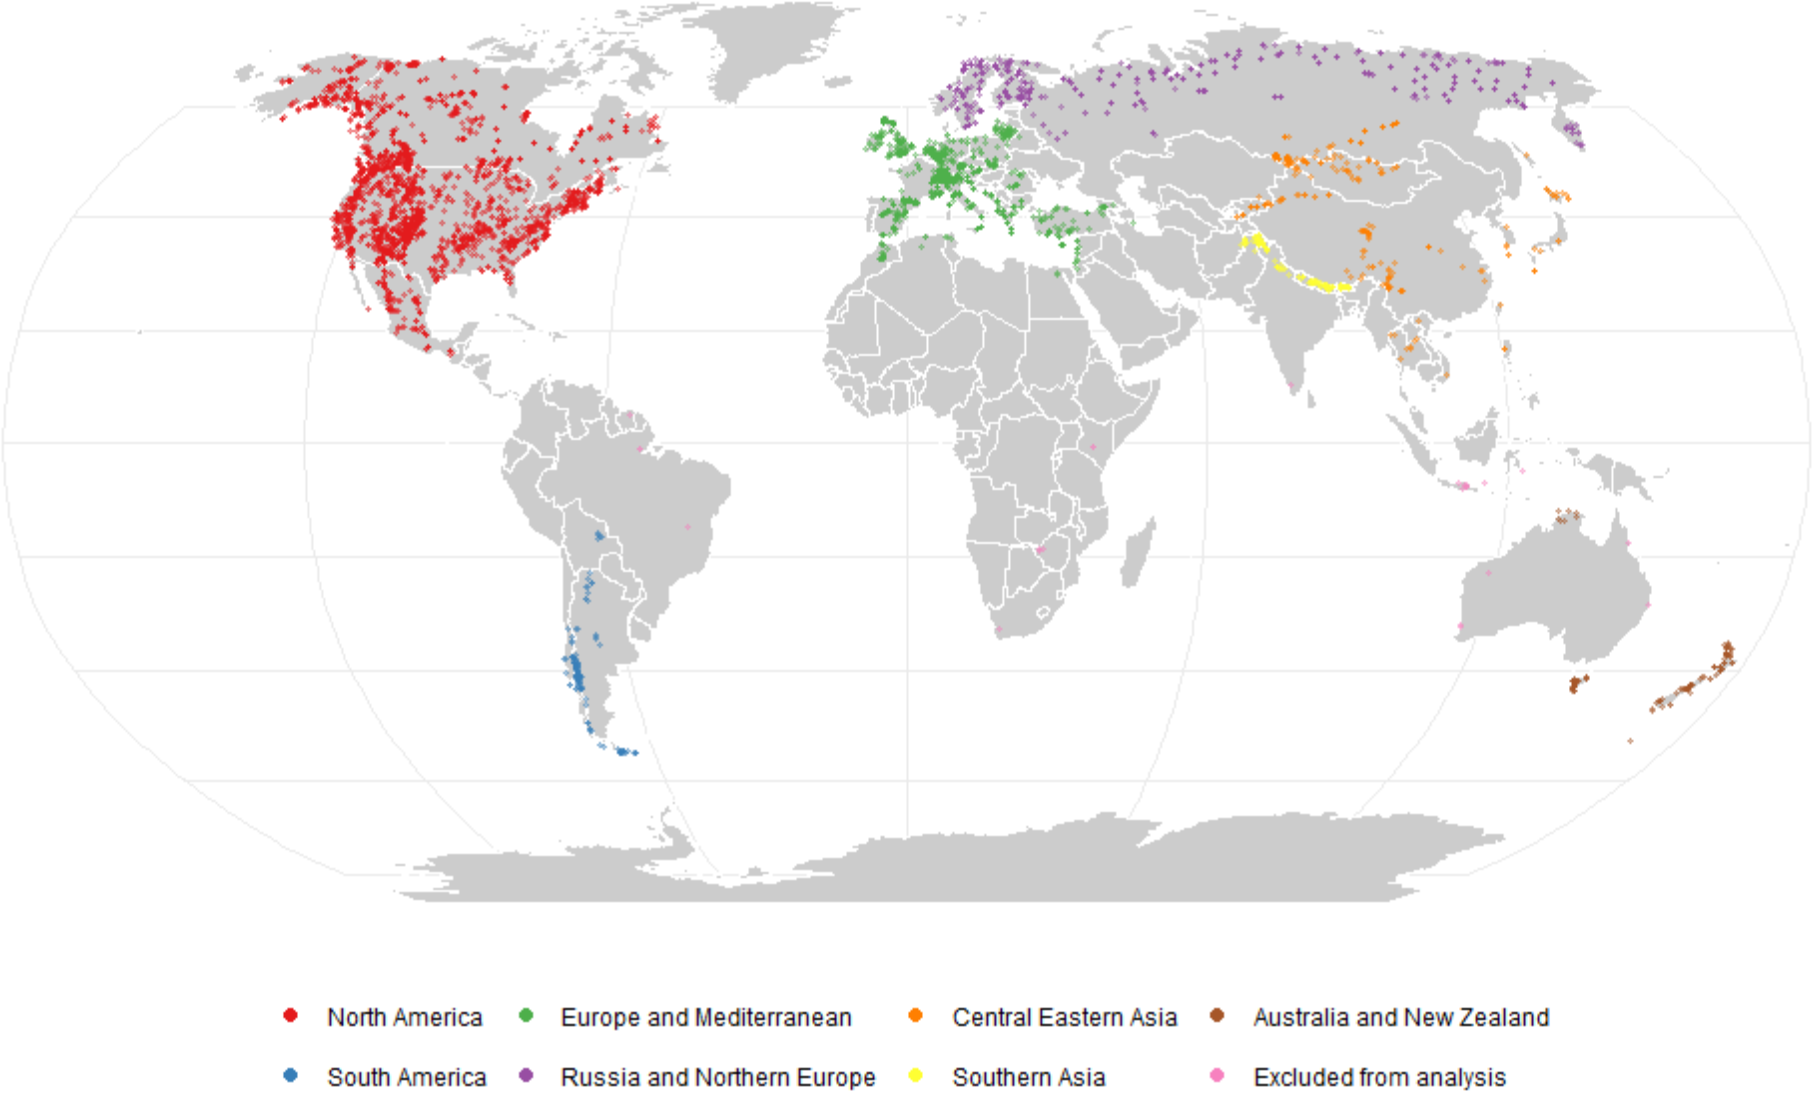 North America Europe and Mediterranean Central Eastern Asia Australia and New Zealand
South America Russia and Northern Europe Southern Asia Excluded from analysis